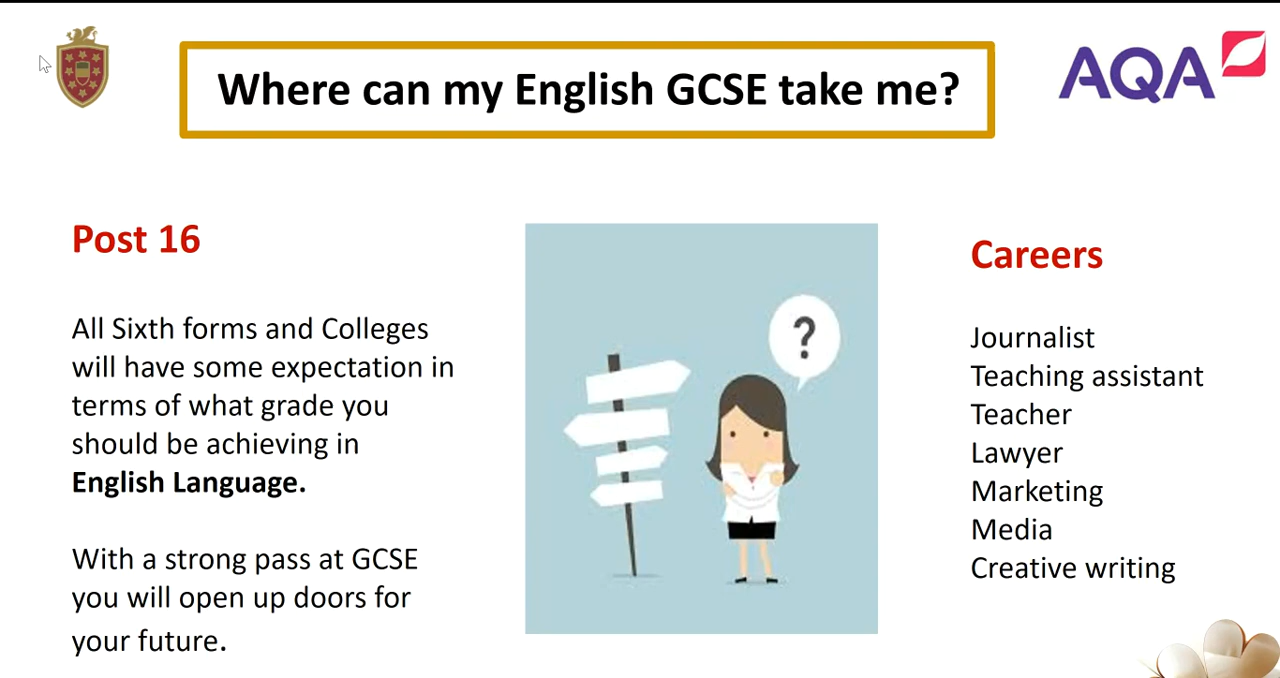 Where can my English GCSE take me?
AQA
Post 16
All Sixth forms and Colleges
will have some expectation in
terms of what grade you
should be achieving in
English Language.
With a strong pass at GCSE
you will open up doors for
your future.
?
Careers
Journalist
Teaching assistant
Teacher
Lawyer
Marketing
Media
Creative writing